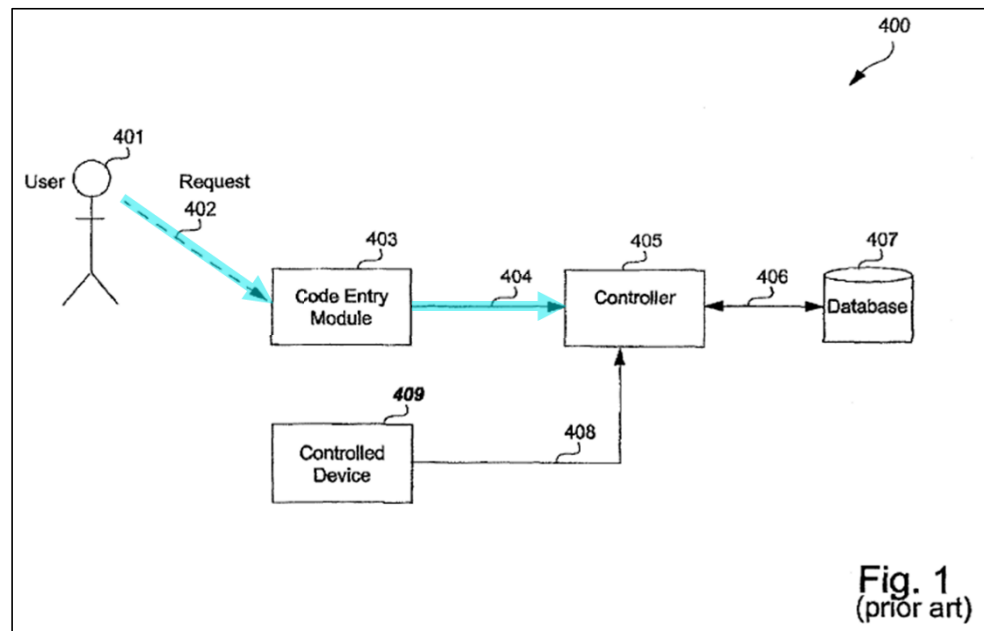 400
401
User
Request
402
403
Code Entry
Module
404
405
Controller
406
407
Database
409
Controlled
Device
408
Fig. 1
(prior art)